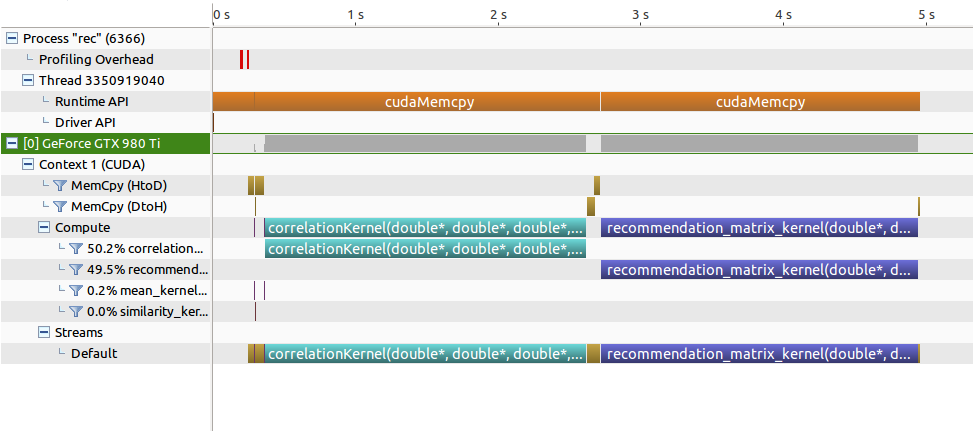 0 s 1 s 2 s 3 s 4 s 5 s
Process "rec" (6366)
Profiling Overhead
Thread 3350919040
Runtime API cudaMemcpy cudaMemcpy
Driver API
[0] GeForce GTX 980 Ti
Context 1 (CUDA)
MemCpy (HtoD)
MemCpy (DtoH)
Compute correlationKernel(double*, double*, double*,... recommendation_matrix_kernel(double*, d...
50.2% correlation... correlationKernel(double*, double*, double*,...
49.5% recommend... recommendation_matrix_kernel(double*, d...
0.2% mean_kernel...
0.0% similarity_ker...
Streams
Default correlationKernel(double*, double*, double*,... recommendation_matrix_kernel(double*, d...